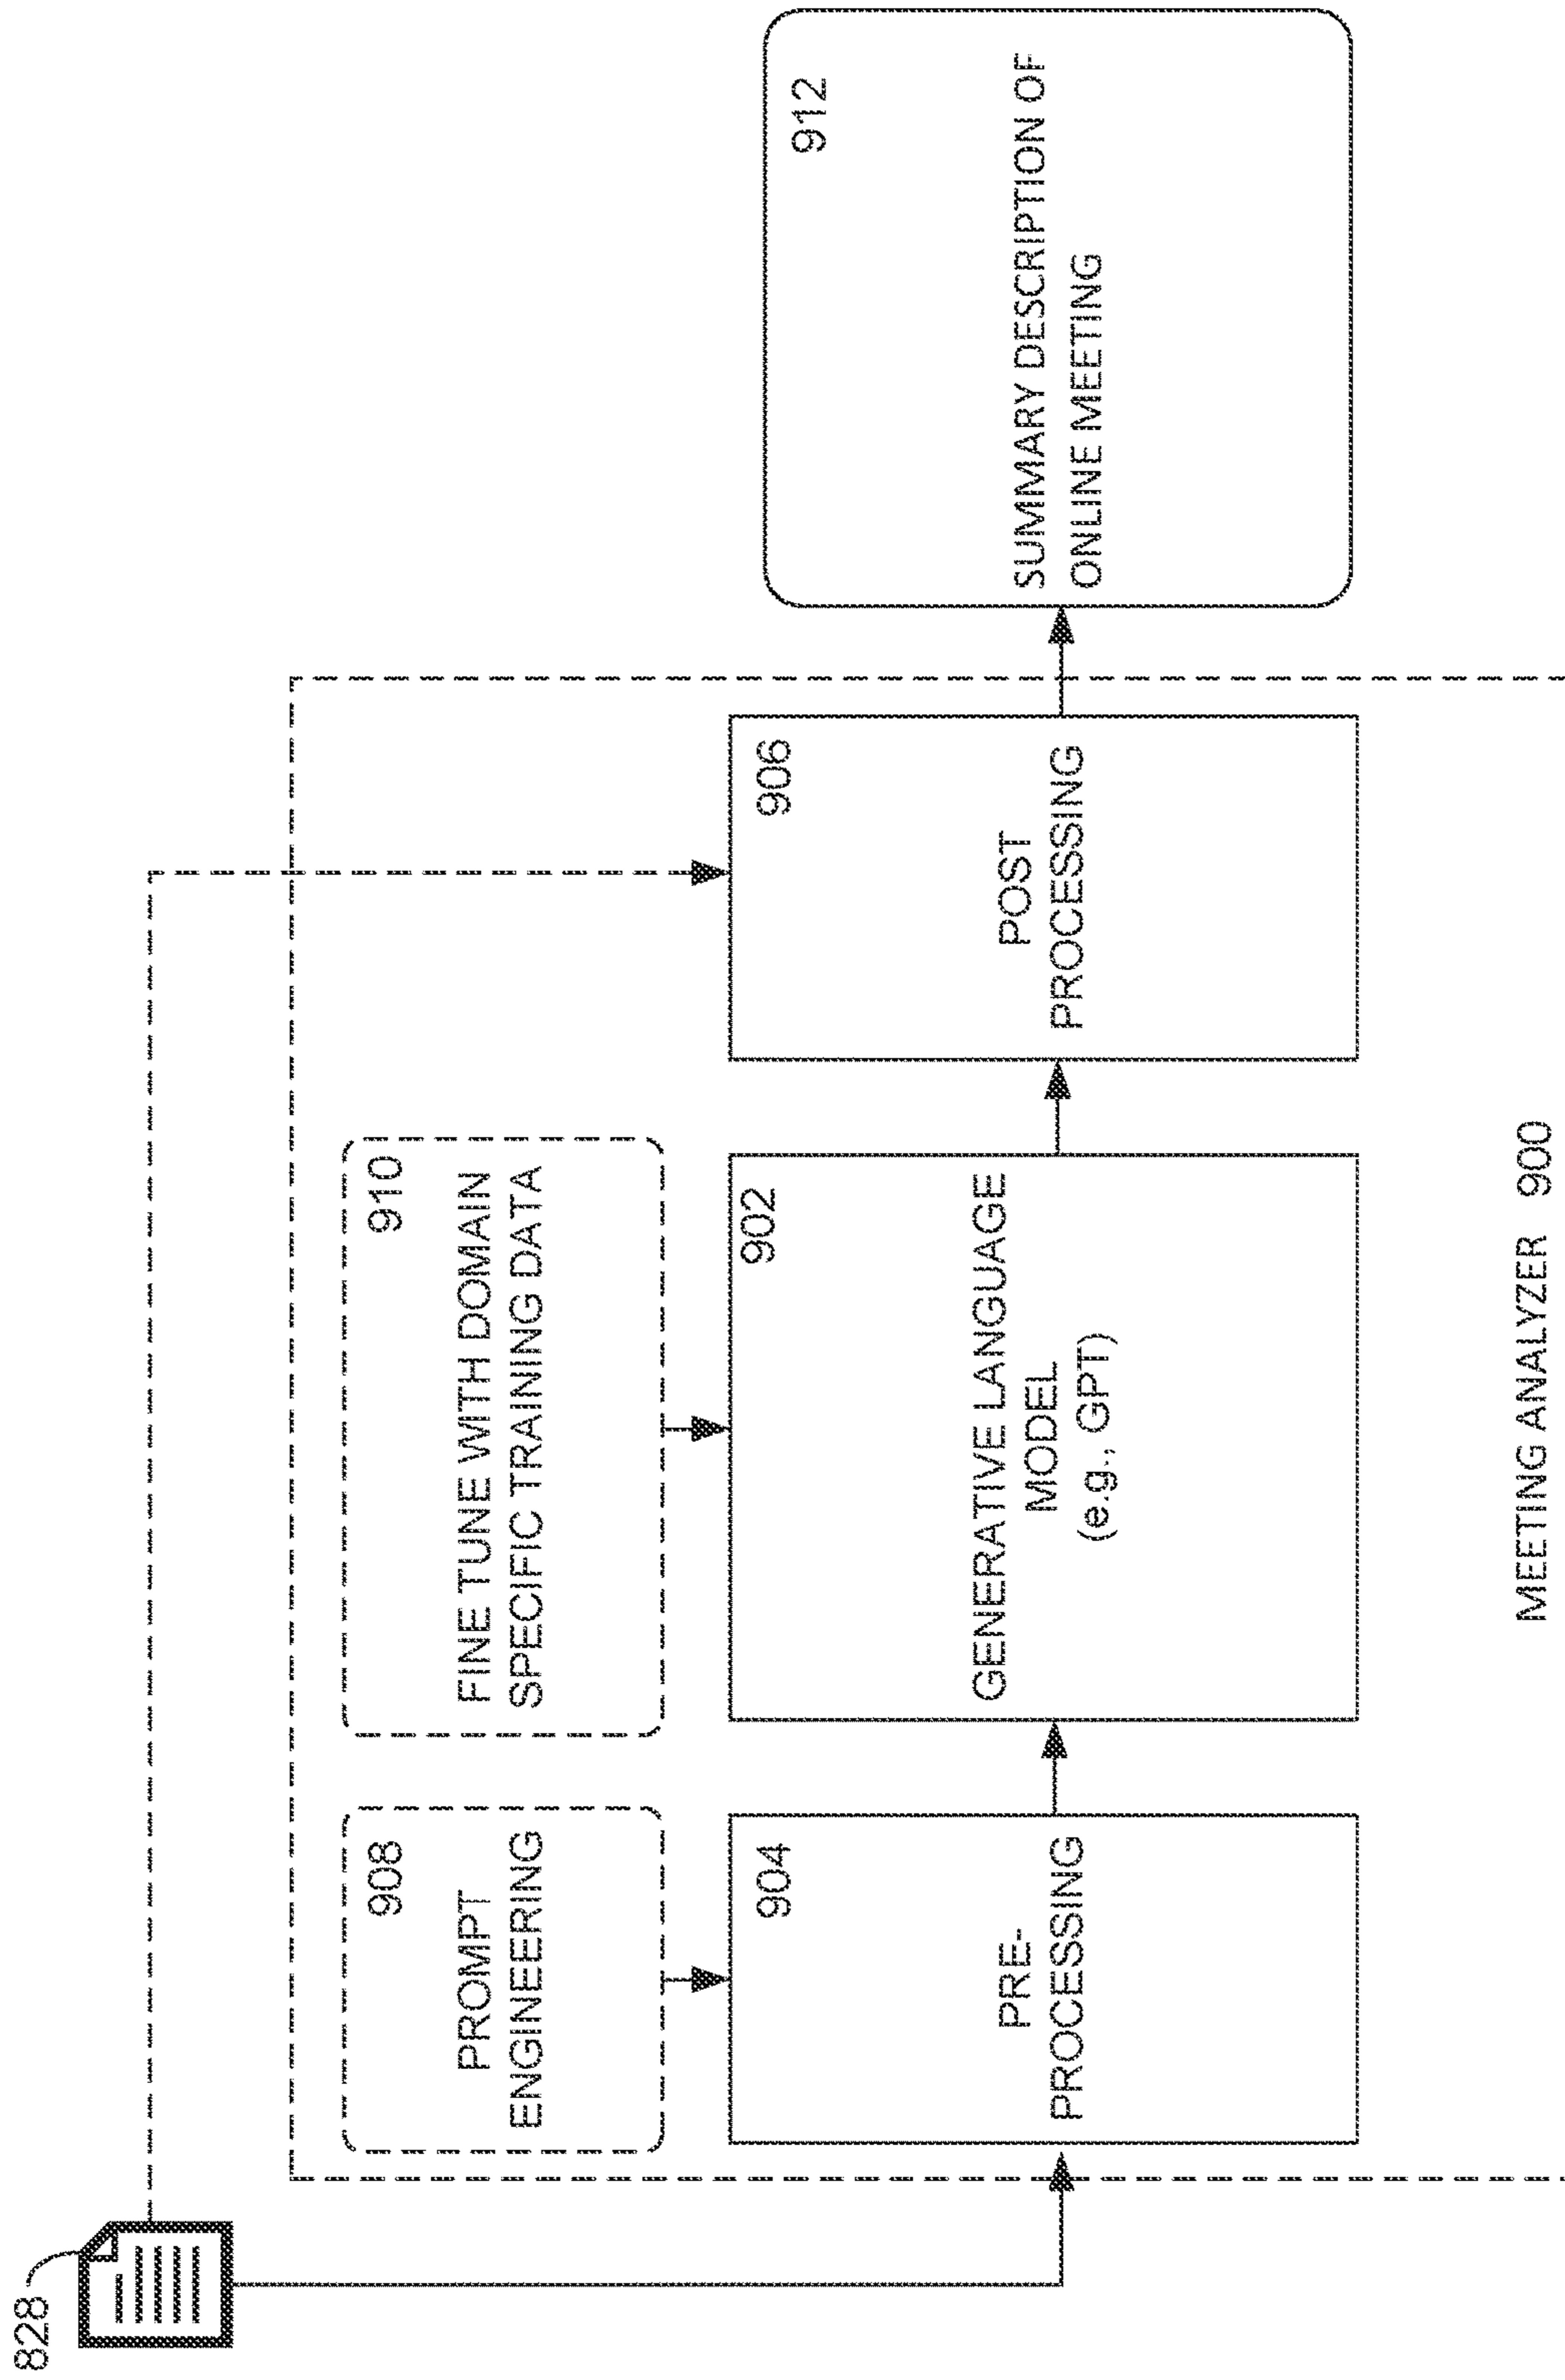 828
908
PROMPT
ENGINEERING
910
FINE TUNE WITH DOMAIN
SPECIFIC TRAINING DATA
904
PRE-
PROCESSING
902
GENERATIVE LANGUAGE
MODEL
(e.g., GPT)
906
POST
PROCESSING
912
SUMMARY DESCRIPTION OF
ONLINE MEETING
MEETING ANALYZER 900